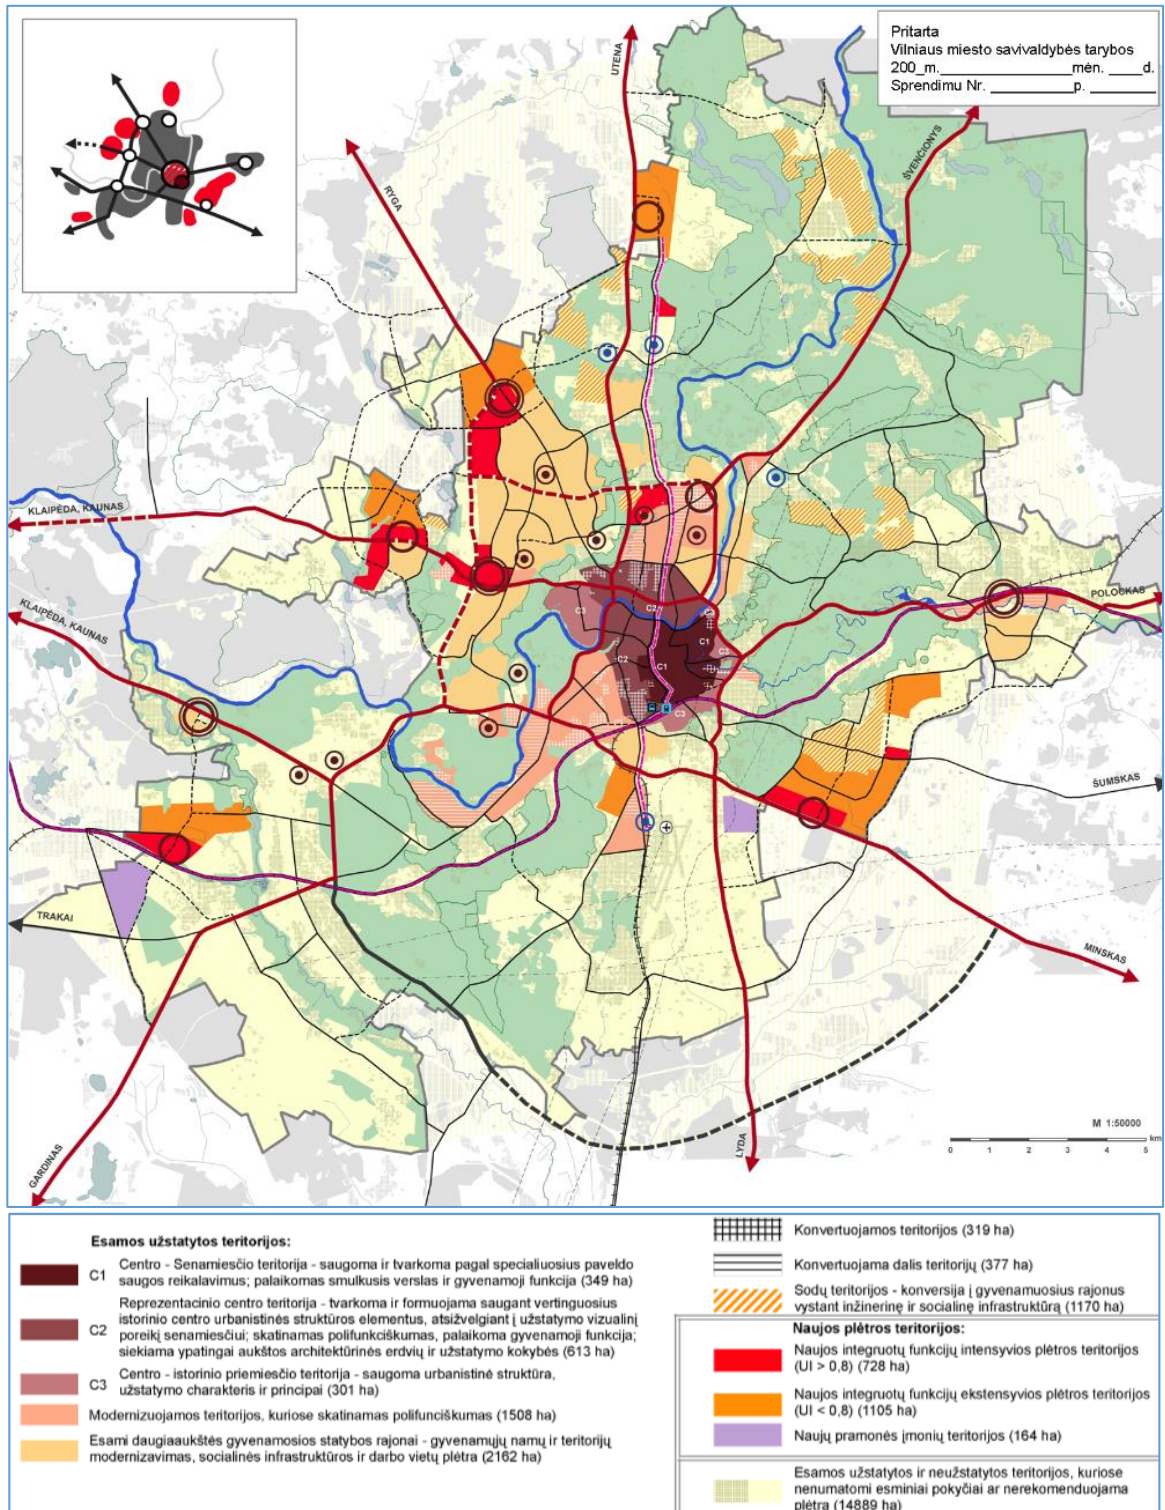 Pritarta
Vilniaus miesto savivaldybės tarybos
200_m.____________________mėn. _____d.
Sprendimu Nr. _____________p. __________
UTENA
ŠVENČIONYS
RYGA
KLAIPĖDA, KAUNAS
KLAIPĖDA, KAUNAS
POLOCKAS
C3
C2
C1
C3
C2
C1
C3
ŠUMSKAS
TRAKAI
MINSKAS
GARDINAS
LYDA
M 1:50000
0 1 2 3 4 5 km
Esamos užstatytos teritorijos:
C1 Centro - Senamiesčio teritorija - saugoma ir tvarkoma pagal specialiuosius paveldo
saugos reikalavimus; palaikomas smulkusis verslas ir gyvenamoji funkcija (349 ha)
C2 Reprezentacinio centro teritorija - tvarkoma ir formuojama saugant vertinguosius
istorinio centro urbanistinės struktūros elementus, atsižvelgiant į užstatymo vizualinį
poreikį senamiesčiui; skatinamas polifunkciškumas, palaikoma gyvenamoji funkcija;
siekiama ypatingai aukštos architektūrinės erdvių ir užstatymo kokybės (613 ha)
C3 Centro - istorinio priemiesčio teritorija - saugoma urbanistinė struktūra,
užstatymo charakteris ir principai (301 ha)
Modernizuojamos teritorijos, kuriose skatinamas polifunciškumas (1508 ha)
Esami daugiaaukštės gyvenamosios statybos rajonai - gyvenamųjų namų ir teritorijų
modernizavimas, socialinės infrastruktūros ir darbo vietų plėtra (2162 ha)
Konvertuojamos teritorijos (319 ha)
Konvertuojama dalis teritorijų (377 ha)
Sodų teritorijos - konversija į gyvenamuosius rajonus
vystant inžinerinę ir socialinę infrastruktūrą (1170 ha)
Naujos plėtros teritorijos:
Naujos integruotų funkcijų intensyvios plėtros teritorijos
(UI > 0,8) (728 ha)
Naujos integruotų funkcijų ekstensyvios plėtros teritorijos
(UI < 0,8) (1105 ha)
Naujų pramonės įmonių teritorijos (164 ha)
Esamos užstatytos ir neužstatytos teritorijos, kuriose
nenumatomi esminiai pokyčiai ar nerekomenduojama
plėtra (14889 ha)